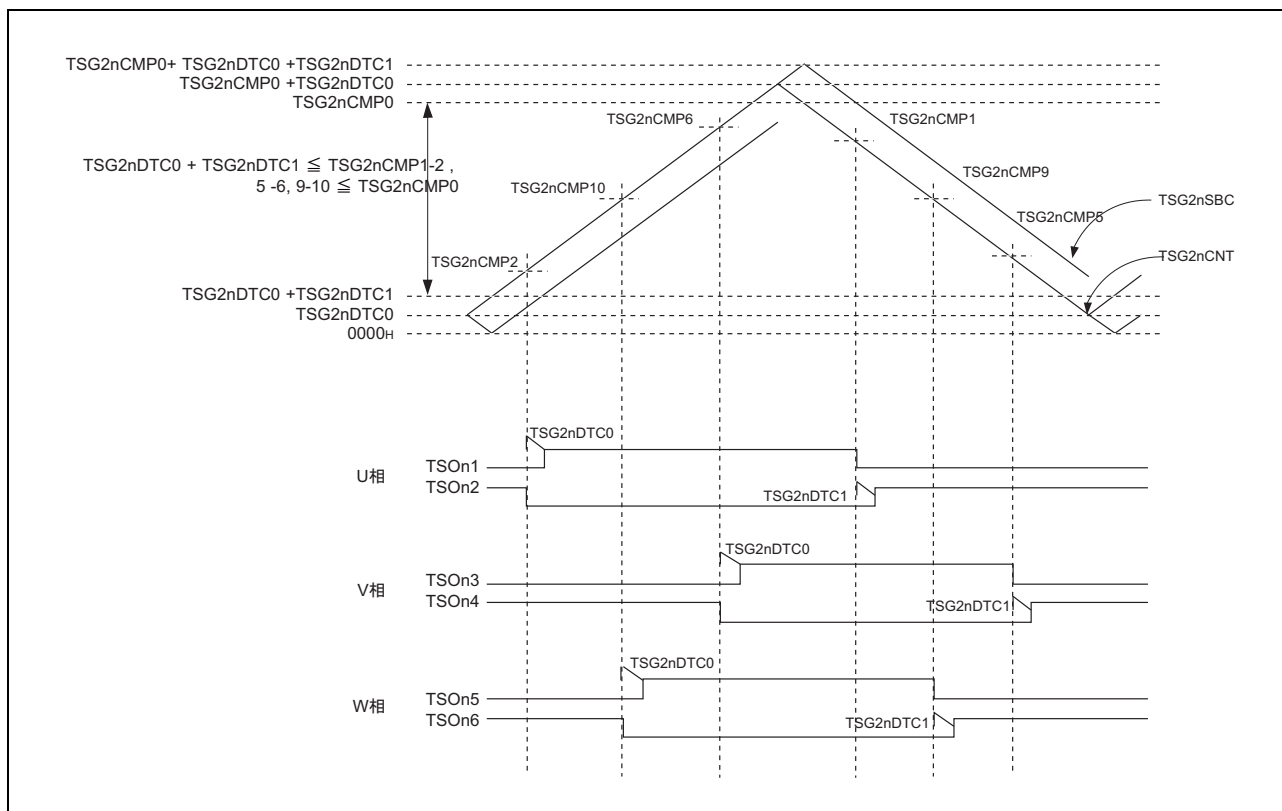 TSG2nCMP0+ TSG2nDTC0 +TSG2nDTC1
TSG2nCMP0 +TSG2nDTC0
TSG2nCMP0
TSG2nCMP6
TSG2nCMP1
TSG2nDTC0 + TSG2nDTC1 ≦ TSG2nCMP1-2 ,
5 -6, 9-10 ≦ TSG2nCMP0
TSG2nCMP10
TSG2nCMP9
TSG2nCMP5
TSG2nSBC
TSG2nCMP2
TSG2nCNT
TSG2nDTC0 +TSG2nDTC1
TSG2nDTC0
0000H
TSG2nDTC0
U相
TSOn1
TSOn2
TSG2nDTC1
TSG2nDTC0
V相
TSOn3
TSOn4
TSG2nDTC1
TSG2nDTC0
W相
TSOn5
TSOn6
TSG2nDTC1